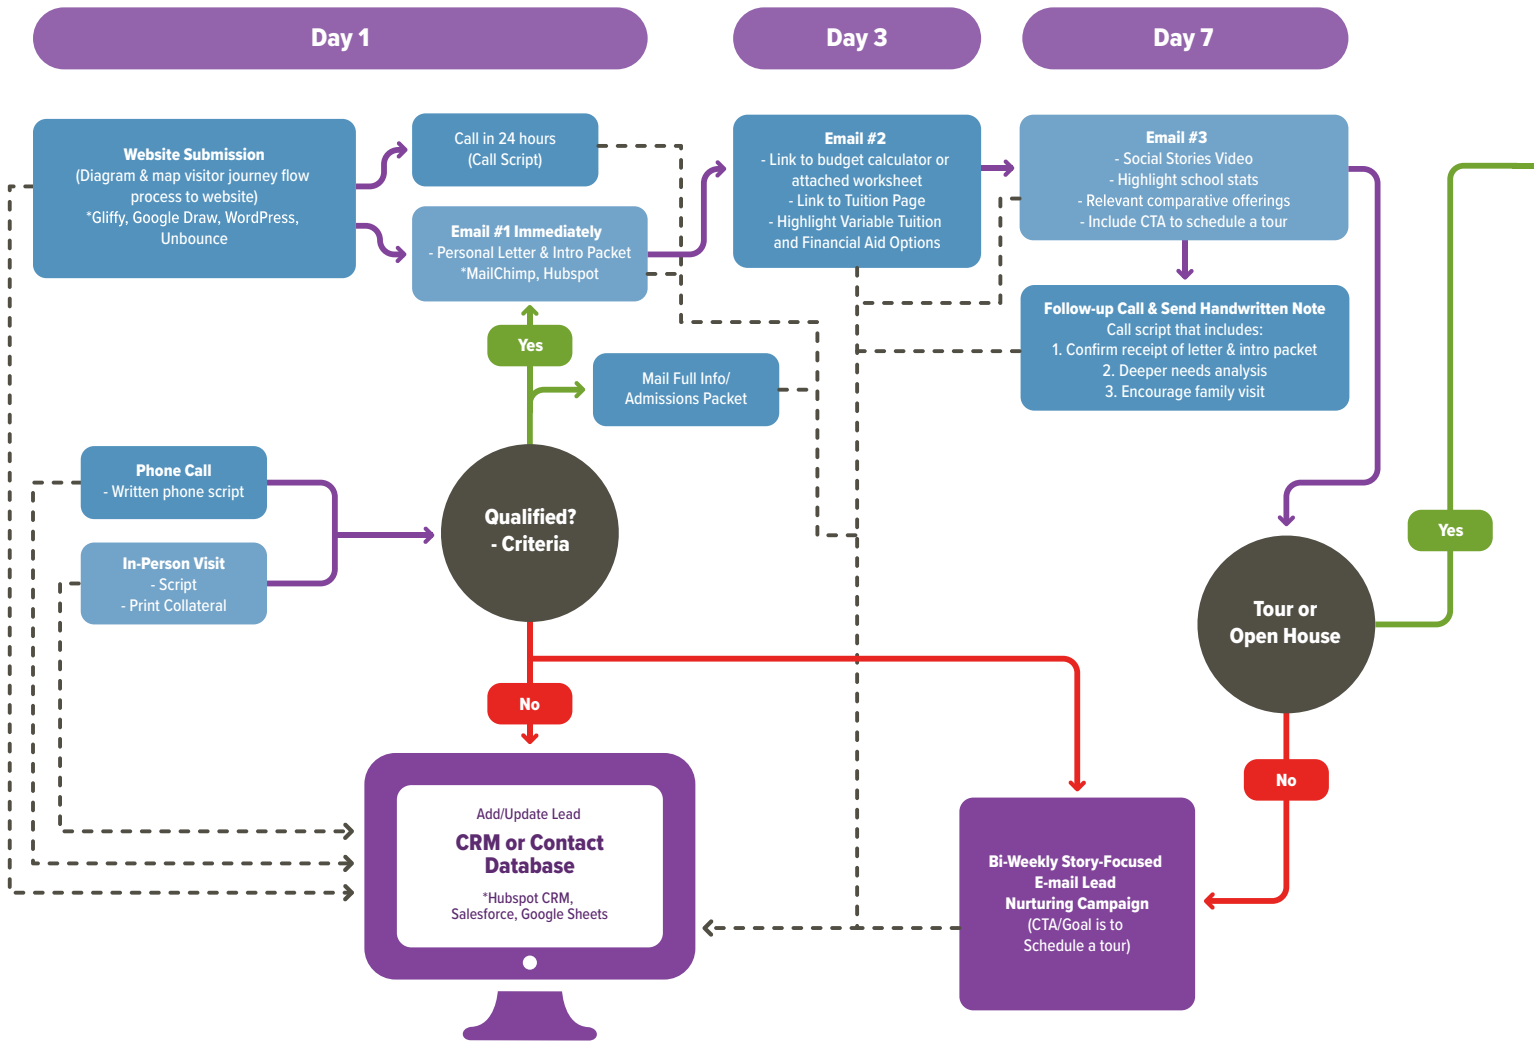 Day 1
Day 3
Day 7
Website Submission
(Diagram & map visitor journey flow
process to website)
*Gliffy, Google Draw, WordPress,
Unbounce
Call in 24 hours
(Call Script)
Email #1 Immediately
- Personal Letter & Intro Packet
*MailChimp, Hubspot
Email #2
- Link to budget calculator or
attached worksheet
- Link to Tuition Page
- Highlight Variable Tuition
and Financial Aid Options
Email #3
- Social Stories Video
- Highlight school stats
- Relevant comparative offerings
- Include CTA to schedule a tour
Follow-up Call & Send Handwritten Note
Call script that includes:
1. Confirm receipt of letter & intro packet
2. Deeper needs analysis
3. Encourage family visit
Yes
Mail Full Info/
Admissions Packet
Phone Call
- Written phone script
In-Person Visit
- Script
- Print Collateral
Qualified?
- Criteria
Yes
Tour or
Open House
No
No
Add/Update Lead
CRM or Contact
Database
*Hubspot CRM,
Salesforce, Google Sheets
Bi-Weekly Story-Focused
E-mail Lead
Nurturing Campaign
(CTA/Goal is to
Schedule a tour)